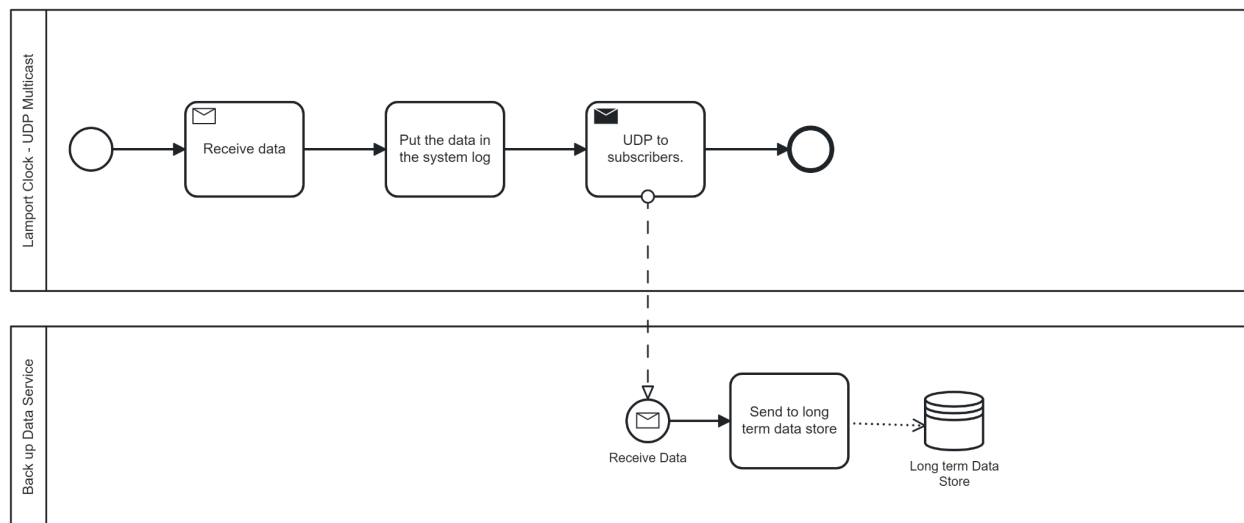 Lamport Clock - UDP Multicast
Receive data
Put the data in
the system log
UDP to
subscribers.
Back up Data Service
Receive Data
Send to long
term data store
Long term Data
Store